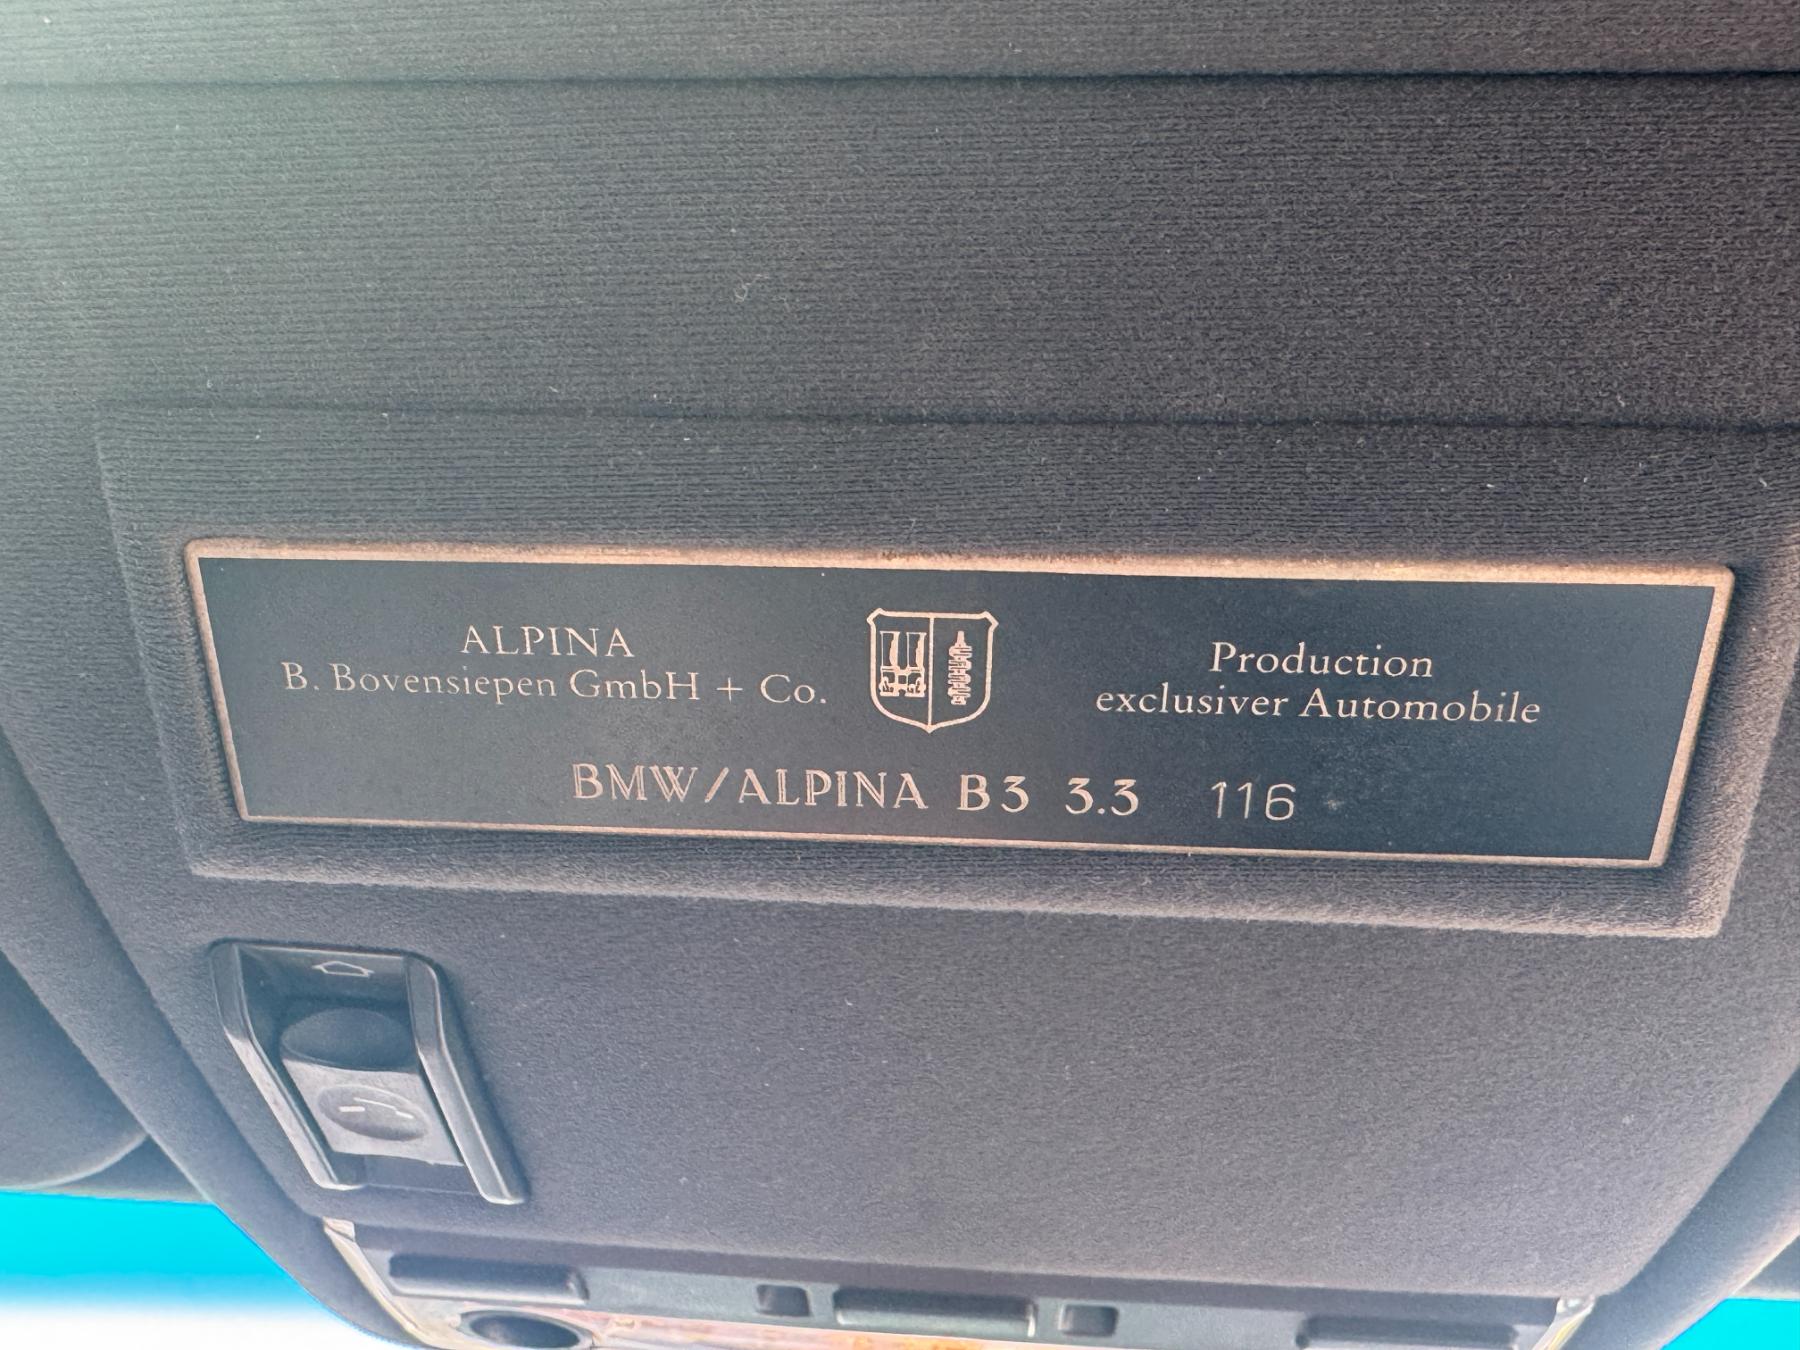 ALPINA
B. Bovensiepen GmbH + Co.
Production
exclusiver Automobile
BMW/ALPINA B3 3.3 116